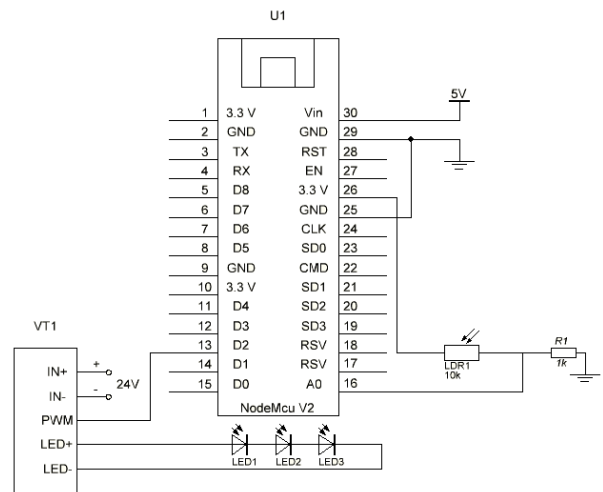 U1
1 3.3 V Vin 30
5V
2 GND GND 29
3 TX RST 28
4 RX EN 27
5 D8 3.3 V 26
6 D7 GND 25
7 D6 CLK 24
8 D5 SD0 23
9 GND CMD 22
10 3.3 V SD1 21
11 D4 SD2 20
12 D3 SD3 19
13 D2 RSV 18
14 D1 RSV 17
15 D0 A0 16
NodeMcu V2
LDR1
10k
R1
1k
VT1
IN+ +
24V
IN- -
PWM
LED+
LED-
LED1 LED2 LED3